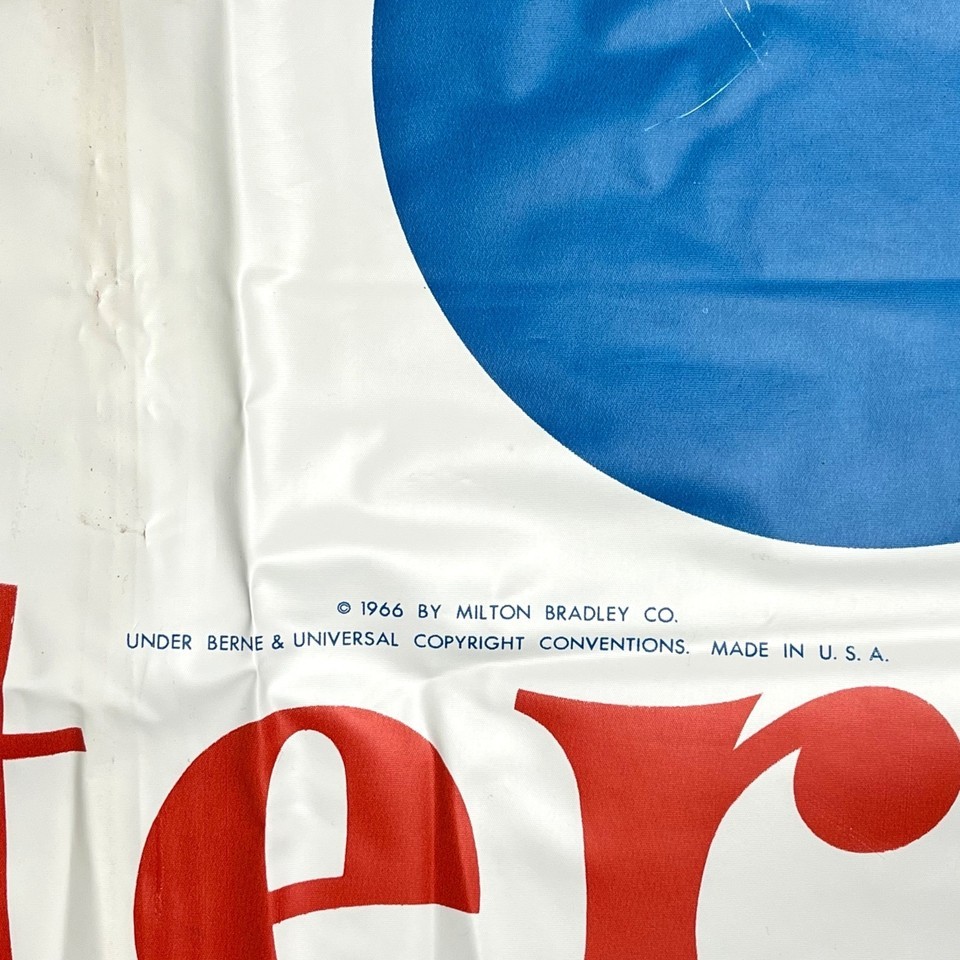 © 1966 BY MILTON BRADLEY CO.
UNDER BERNE & UNIVERSAL COPYRIGHT CONVENTIONS. MADE IN U. S. A.
ter